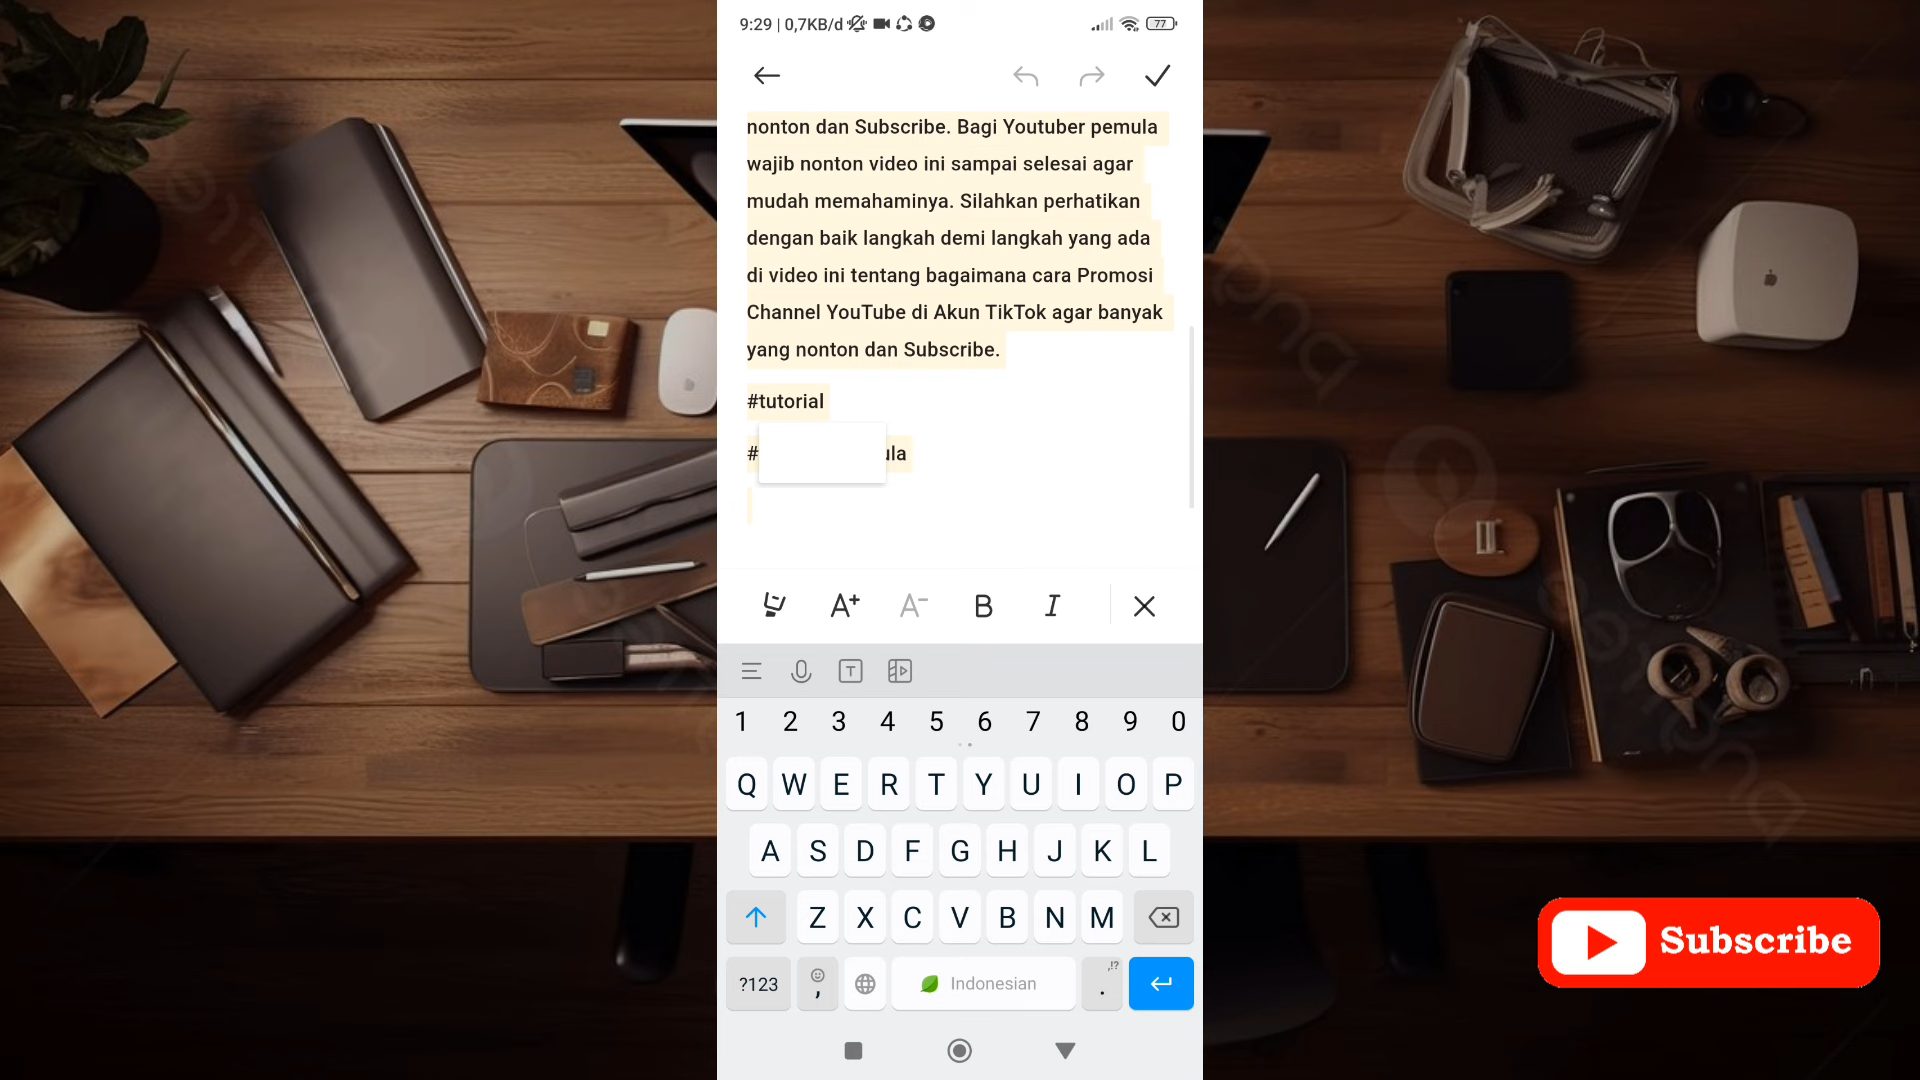 9:29 | 0,7KB/d
77
nonton dan Subscribe. Bagi Youtuber pemula
wajib nonton video ini sampai selesai agar
mudah memahaminya. Silahkan perhatikan
dengan baik langkah demi langkah yang ada
di video ini tentang bagaimana cara Promosi
Channel YouTube di Akun TikTok agar banyak
yang nonton dan Subscribe.
#tutorial
#
A+ A- B I
T
1 2 3 4 5 6 7 8 9 0
Q W E R T Y U I O P
A S D F G H J K L
Z X C V B N M
?123 , Indonesian ,!? .
Subscribe